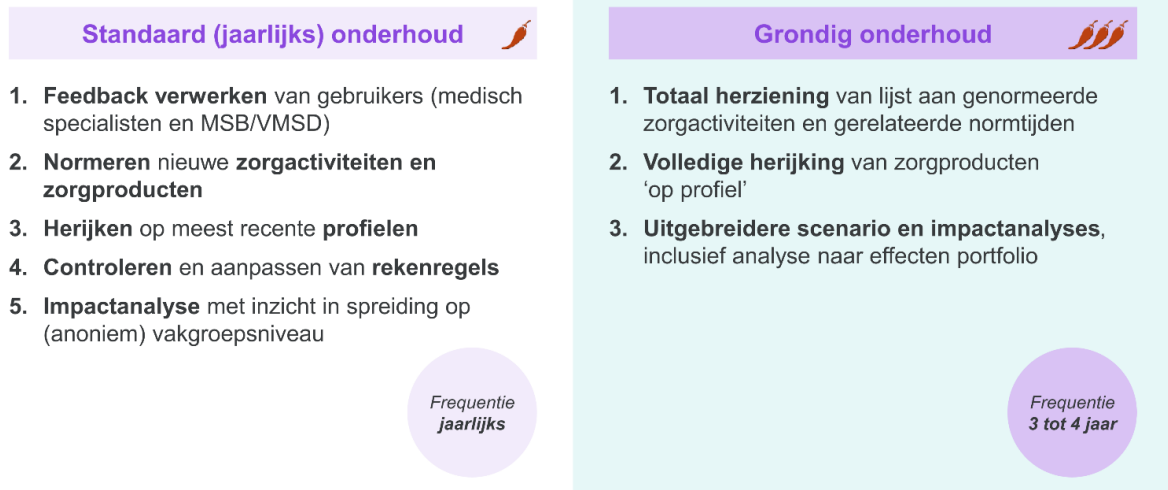 Standaard (jaarlijks) onderhoud
1. Feedback verwerken van gebruikers (medisch
specialisten en MSB/VMSD)
2. Normeren nieuwe zorgactiviteiten en
zorgproducten
3. Herijken op meest recente profielen
4. Controleren en aanpassen van rekenregels
5. Impactanalyse met inzicht in spreiding op
(anoniem) vakgroepsniveau
Frequentie
jaarlijks
Grondig onderhoud
1. Totaal herziening van lijst aan genormeerde
zorgactiviteiten en gerelateerde normtijden
2. Volledige herijking van zorgproducten
‘op profiel’
3. Uitgebreidere scenario en impactanalyses,
inclusief analyse naar effecten portfolio
Frequentie
3 tot 4 jaar